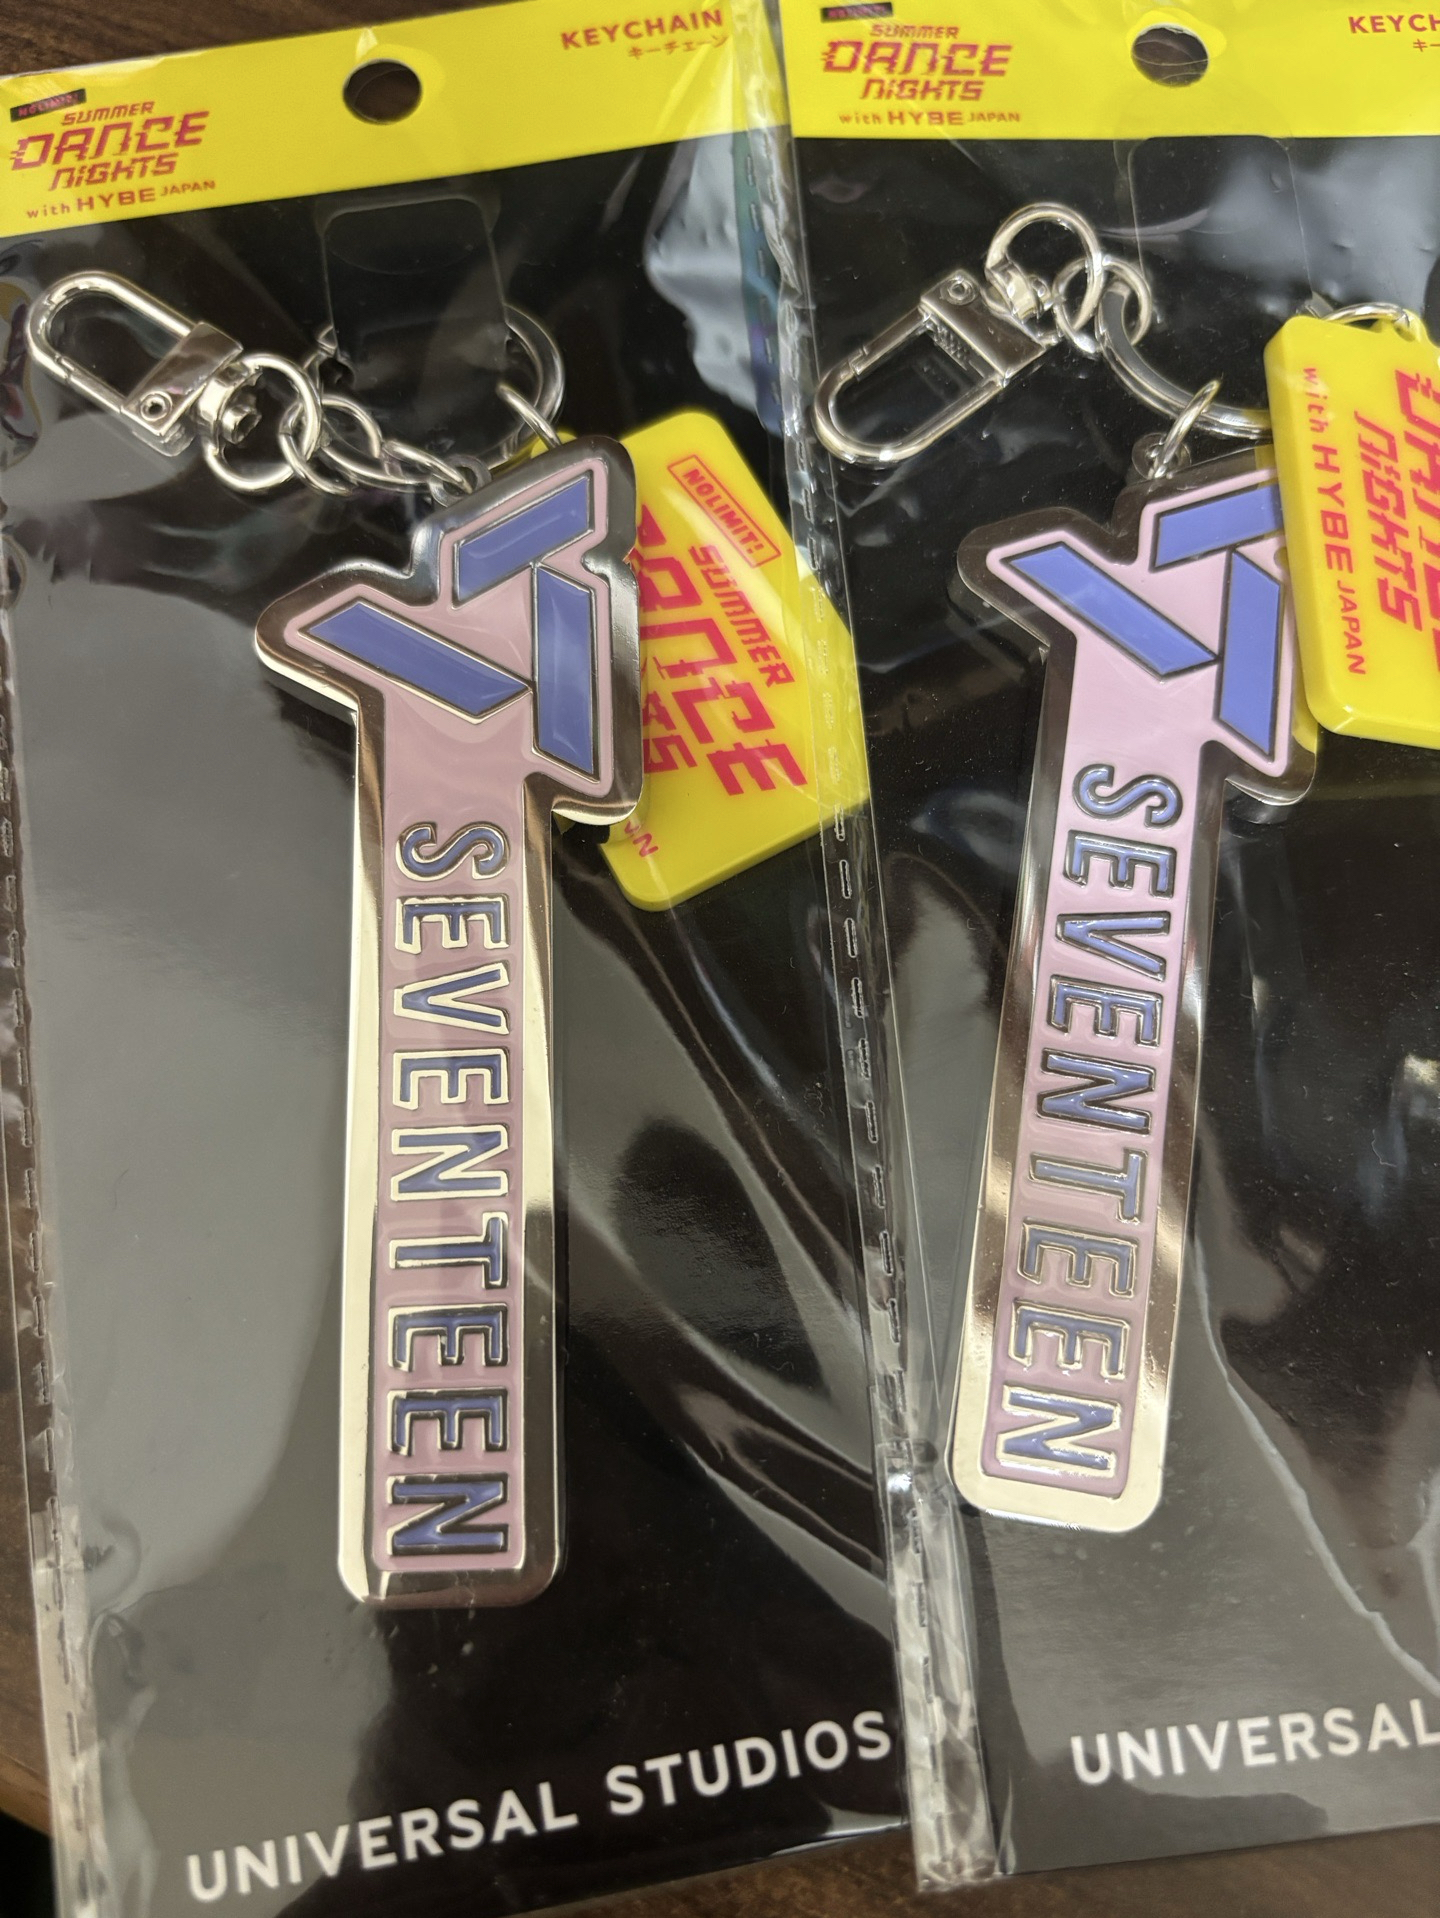 KEYCHAIN
キーチェーン
NOLIMIT!
SUMMER
DANCE
NIGHTS
with HYBE JAPAN
NOLIMIT!
SUMMER
DANCE
SEVENTEEN
UNIVERSAL STUDIOS
SUMMER
DANCE
NIGHTS
with HYBE JAPAN
NIGHTS
with HYBE JAPAN
SEVENTEEN
UNIVERSAL